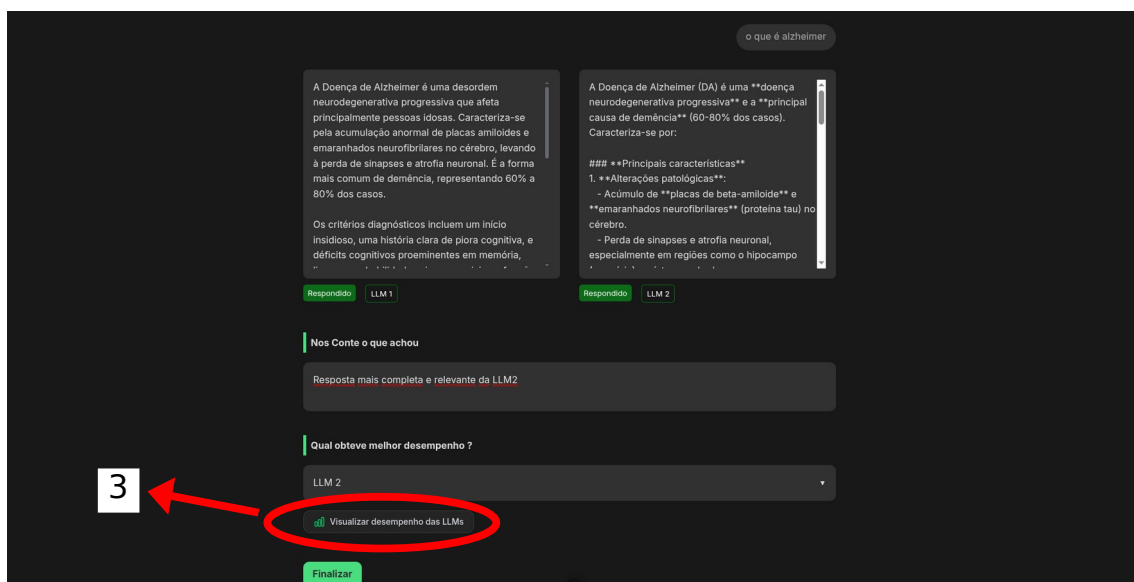 o que é alzheimer
A Doença de Alzheimer é uma desordem
neurodegenerativa progressiva que afeta
principalmente pessoas idosas. Caracteriza-se
pela acumulação anormal de placas amiloides e
emaranhados neurofibrilares no cérebro, levando
à perda de sinapses e atrofia neuronal. É a forma
mais comum de demência, representando 60% a
80% dos casos.
Os critérios diagnósticos incluem um início
insidioso, uma história clara de piora cognitiva, e
déficits cognitivos proeminentes em memória,
A Doença de Alzheimer (DA) é uma **doença
neurodegenerativa progressiva** e a **principal
causa de demência** (60-80% dos casos).
Caracteriza-se por:
### **Principais características**
1. **Alterações patológicas**:
- Acúmulo de **placas de beta-amiloide** e
**emaranhados neurofibrilares** (proteína tau) no
cérebro.
- Perda de sinapses e atrofia neuronal,
especialmente em regiões como o hipocampo
Respondido LLM 1
Respondido LLM 2
Nos Conte o que achou
Resposta mais completa e relevante da LLM2
Qual obteve melhor desempenho ?
LLM 2
3
Visualizar desempenho das LLMs
Finalizar